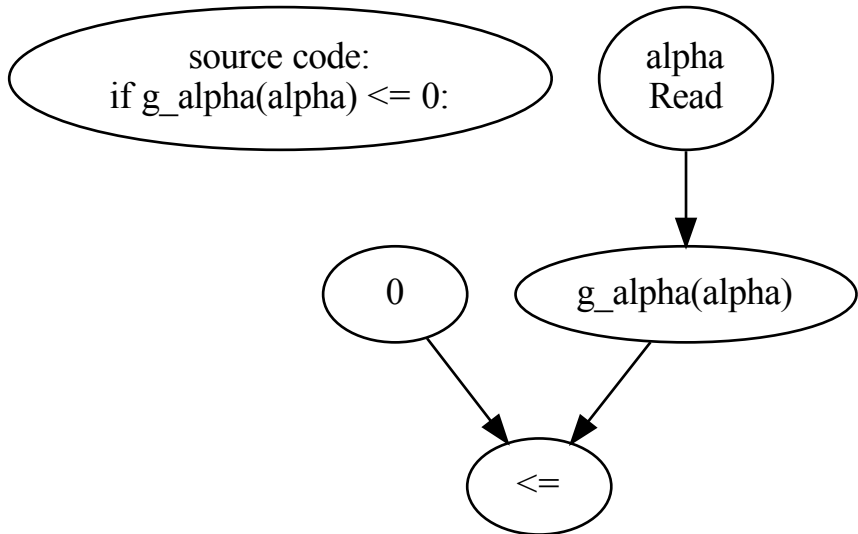 source code:
if g_alpha(alpha) <= 0:
alpha
Read
0
g_alpha(alpha)
<=